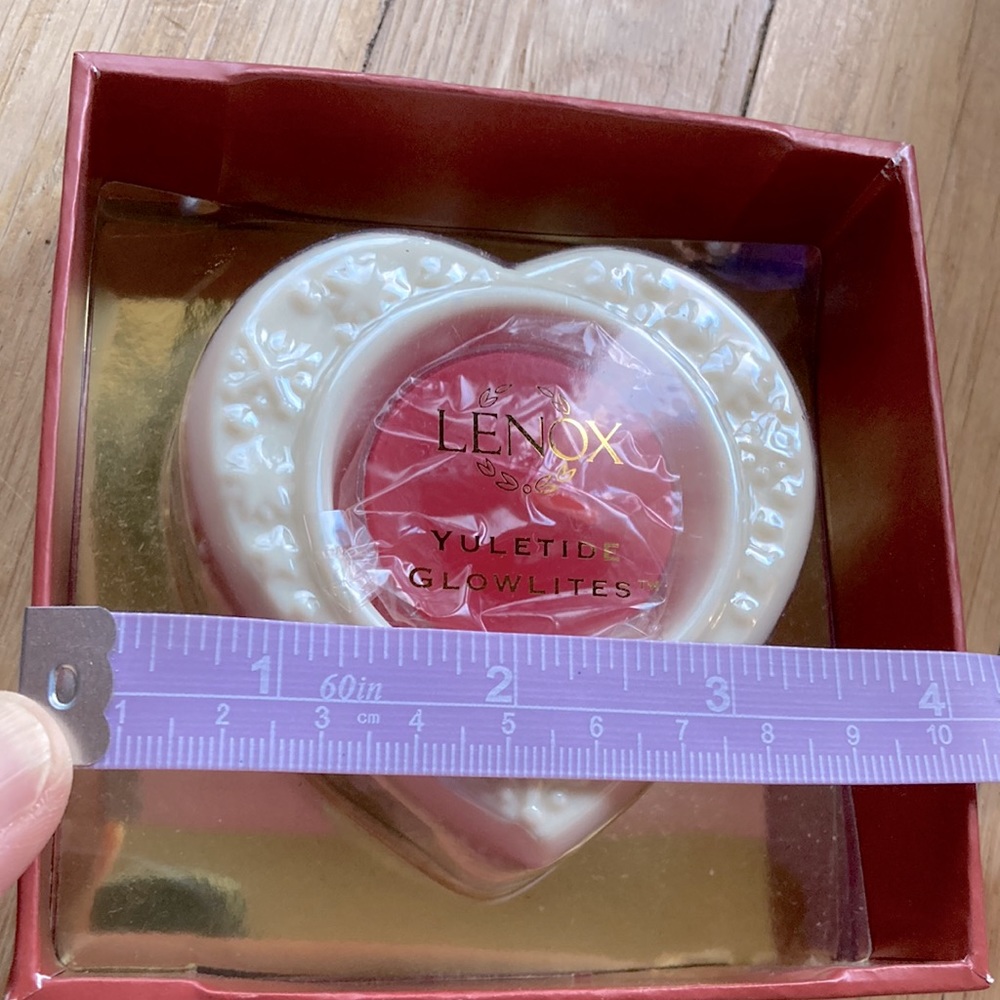 LENOX
YULETIDE
GLOWLITES™
1 60in 2 3 4
1 2 3 cm 4 5 6 7 8 9 10